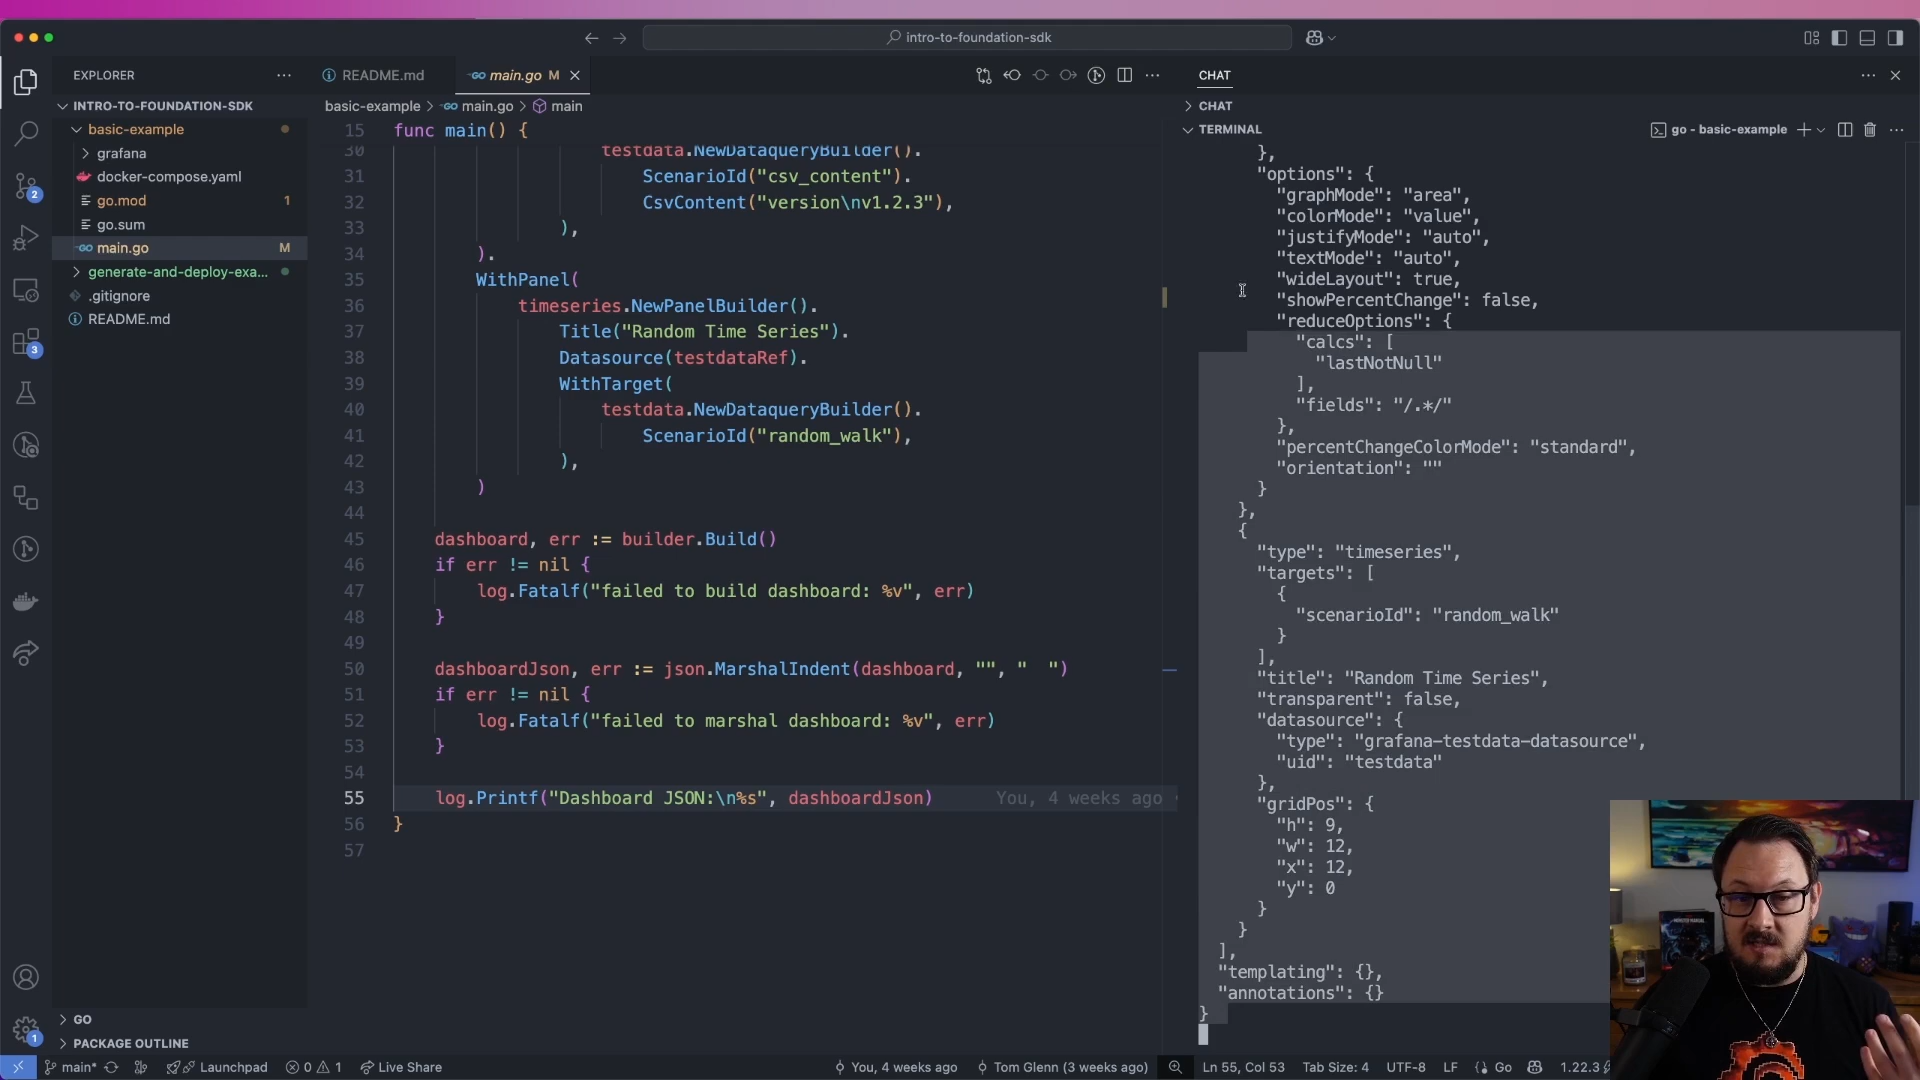 intro-to-foundation-sdk
EXPLORER
README.md
main.go M
CHAT
INTRO-TO-FOUNDATION-SDK
basic-example
grafana
docker-compose.yaml
go.mod 1
go.sum
main.go M
generate-and-deploy-exa...
.gitignore
README.md
2
3
1
GO
PACKAGE OUTLINE
basic-example > main.go > main
15 func main() {
30 testdata.NewDataqueryBuilder().
31 ScenarioId("csv_content").
32 CsvContent("version\nv1.2.3"),
33 ),
34 ).
35 WithPanel(
36 timeseries.NewPanelBuilder().
37 Title("Random Time Series").
38 Datasource(testdataRef).
39 WithTarget(
40 testdata.NewDataqueryBuilder().
41 ScenarioId("random_walk"),
42 ),
43 )
44
45 dashboard, err := builder.Build()
46 if err != nil {
47 log.Fatalf("failed to build dashboard: %v", err)
48 }
49
50 dashboardJson, err := json.MarshalIndent(dashboard, "", "  ")
51 if err != nil {
52 log.Fatalf("failed to marshal dashboard: %v", err)
53 }
54
55 log.Printf("Dashboard JSON:\n%s", dashboardJson) You, 4 weeks ago
56 }
57
CHAT
TERMINAL
go - basic-example
},
"options": {
"graphMode": "area",
"colorMode": "value",
"justifyMode": "auto",
"textMode": "auto",
"wideLayout": true,
"showPercentChange": false,
"reduceOptions": {
"calcs": [
"lastNotNull"
],
"fields": "/.*/"
},
"percentChangeColorMode": "standard",
"orientation": ""
}
},
{
"type": "timeseries",
"targets": [
{
"scenarioId": "random_walk"
}
],
"title": "Random Time Series",
"transparent": false,
"datasource": {
"type": "grafana-testdata-datasource",
"uid": "testdata"
},
"gridPos": {
"h": 9,
"w": 12,
"x": 12,
"y": 0
}
}
],
"templating": {},
"annotations": {}
}
main*
Launchpad
0 1
Live Share
You, 4 weeks ago
Tom Glenn (3 weeks ago)
Ln 55, Col 53
Tab Size: 4
UTF-8
LF
Go
1.22.3